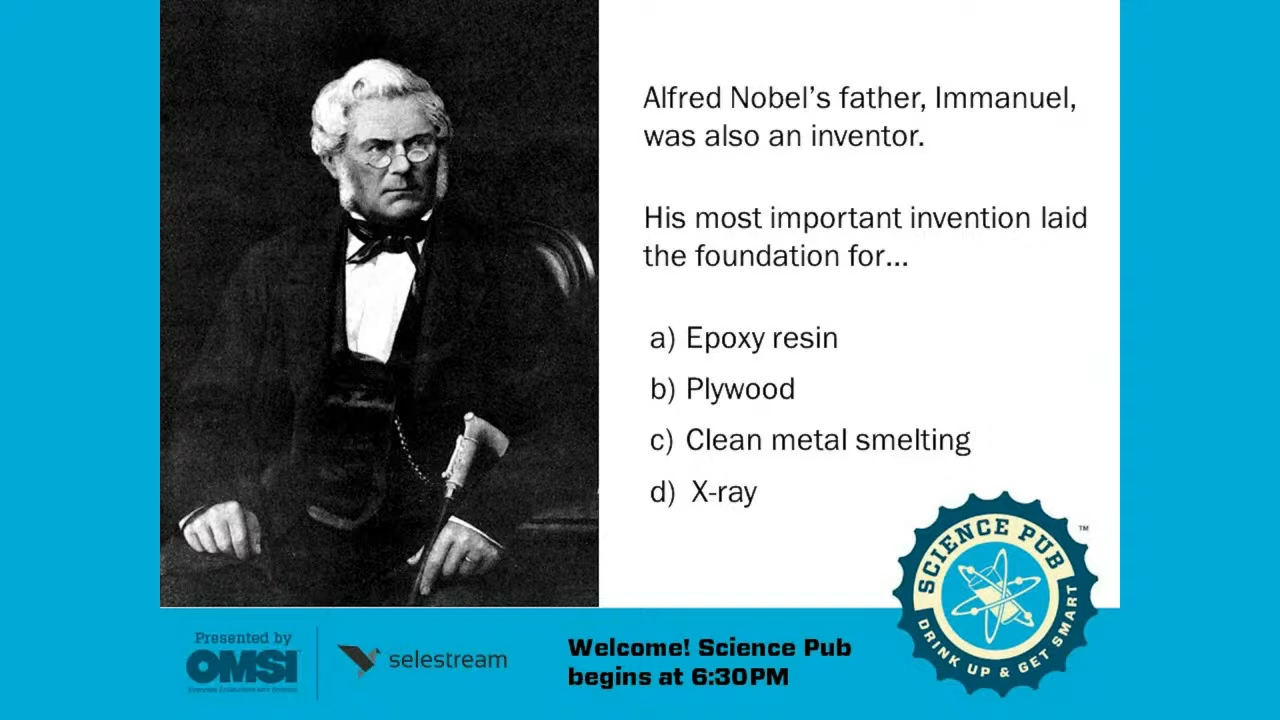 Alfred Nobel’s father, Immanuel,
was also an inventor.
His most important invention laid
the foundation for...
a) Epoxy resin
b) Plywood
c) Clean metal smelting
d) X-ray
SCIENCE PUB
DRINK UP & GET SMART
TM
Presented by
OMSI
selestream
Welcome! Science Pub
begins at 6:30PM